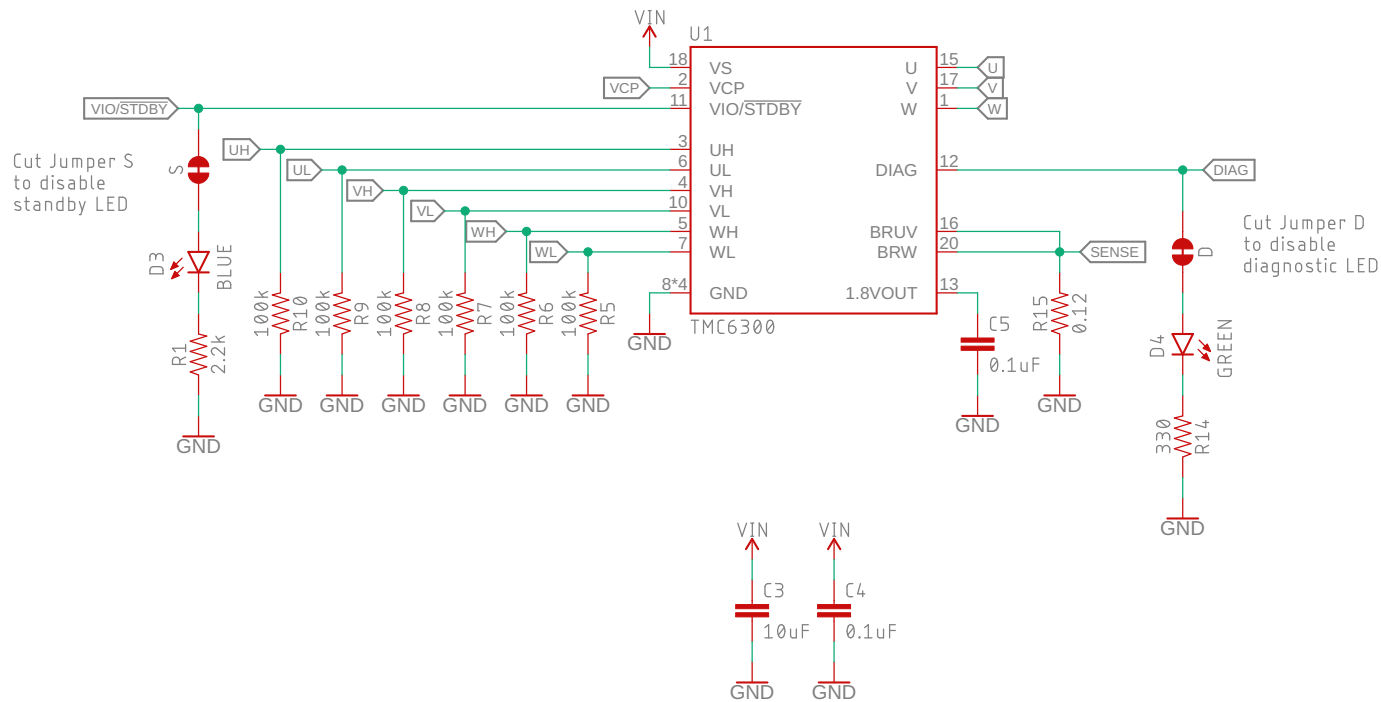 VIN
U1
18
VS
U
15
U
VCP
2
VCP
V
17
V
VIO/STDBY
11
VIO/STDBY
W
1
W
Cut Jumper S
to disable
standby LED
S
UH
3
UH
UL
6
UL
DIAG
12
DIAG
VH
4
VH
VL
10
VL
WH
5
WH
BRUV
16
WL
7
WL
BRW
20
SENSE
Cut Jumper D
to disable
diagnostic LED
D
D3
BLUE
8*4
GND
1.8VOUT
13
TMC6300
GND
100k
R10
100k
R9
100k
R8
100k
R7
100k
R6
100k
R5
C5
0.1uF
R15
0.12
D4
GREEN
R1
2.2k
GND
GND
GND
GND
GND
GND
GND
GND
GND
330
R14
GND
VIN
VIN
C3
10uF
C4
0.1uF
GND
GND
GND